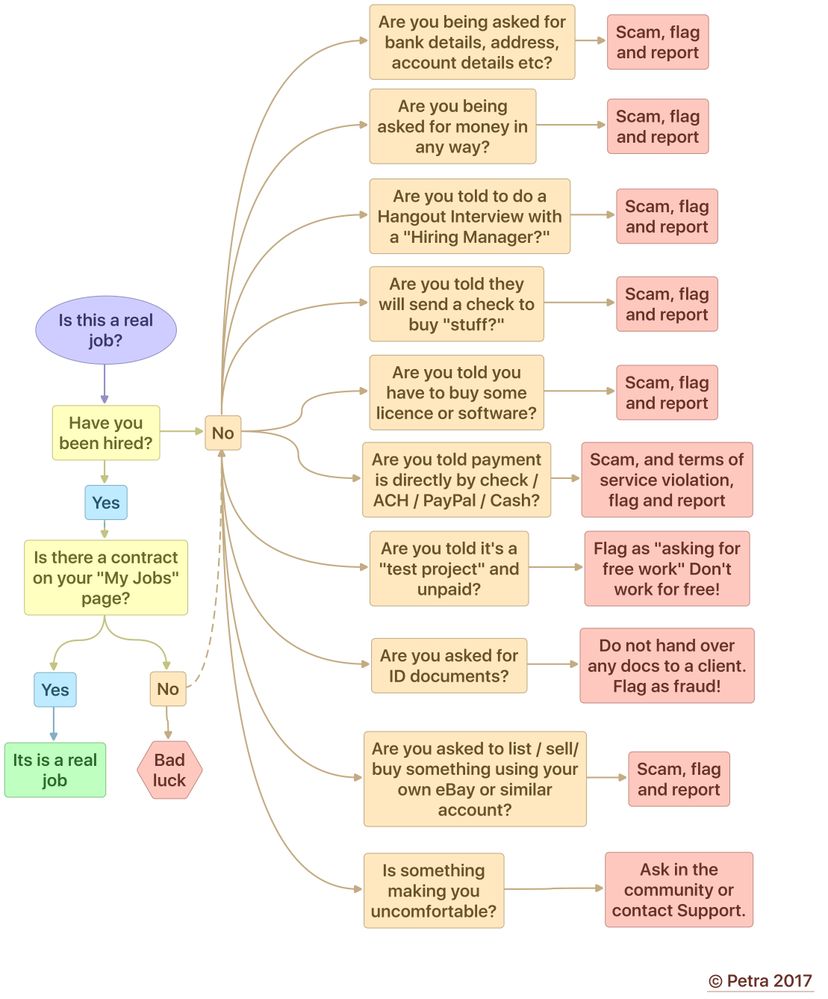 Is this a real
job?
Have you
been hired?
No
Yes
Is there a contract
on your "My Jobs"
page?
Yes
No
Its is a real
job
Bad
luck
Are you being asked for
bank details, address,
account details etc?
Scam, flag
and report
Are you being
asked for money in
any way?
Scam, flag
and report
Are you told to do a
Hangout Interview with
a "Hiring Manager?"
Scam, flag
and report
Are you told they
will send a check to
buy "stuff?"
Scam, flag
and report
Are you told you
have to buy some
licence or software?
Scam, flag
and report
Are you told payment
is directly by check /
ACH / PayPal / Cash?
Scam, and terms of
service violation,
flag and report
Are you told it's a
"test project" and
unpaid?
Flag as "asking for
free work" Don't
work for free!
Are you asked for
ID documents?
Do not hand over
any docs to a client.
Flag as fraud!
Are you asked to list / sell/
buy something using your
own eBay or similar
account?
Scam, flag
and report
Is something
making you
uncomfortable?
Ask in the
community or
contact Support.
© Petra 2017